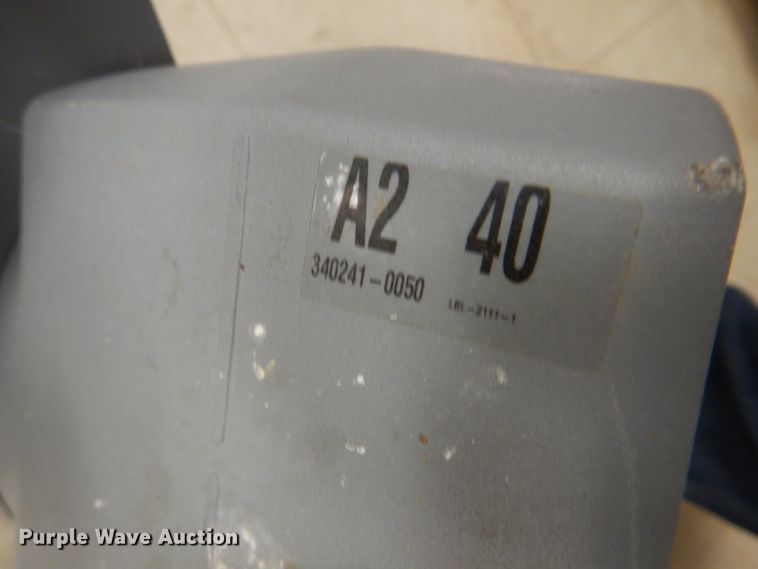 A2 40
340241-0050 LBL-2111-1
Purple Wave Auction